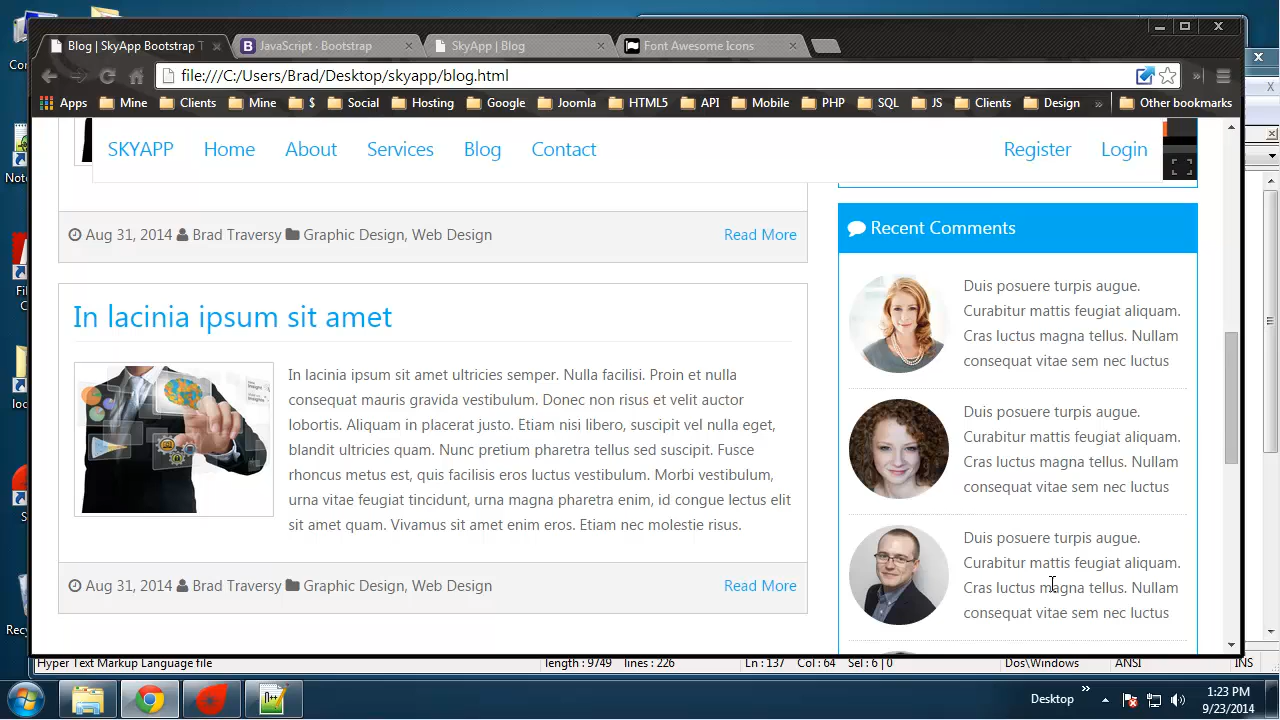 Blog | SkyApp Bootstrap T
JavaScript · Bootstrap
SkyApp | Blog
Font Awesome Icons
file:///C:/Users/Brad/Desktop/skyapp/blog.html
Apps Mine Clients Mine $ Social Hosting Google Joomla HTML5 API Mobile PHP SQL JS Clients Design » Other bookmarks
SKYAPP Home About Services Blog Contact Register Login
Aug 31, 2014 Brad Traversy Graphic Design, Web Design Read More
In lacinia ipsum sit amet
In lacinia ipsum sit amet ultricies semper. Nulla facilisi. Proin et nulla
consequat mauris gravida vestibulum. Donec non risus et velit auctor
lobortis. Aliquam in placerat justo. Etiam nisi libero, suscipit vel nulla eget,
blandit ultricies quam. Nunc pretium pharetra tellus sed suscipit. Fusce
rhoncus metus est, quis facilisis eros luctus vestibulum. Morbi vestibulum,
urna vitae feugiat tincidunt, urna magna pharetra enim, id congue lectus elit
sit amet quam. Vivamus sit amet enim eros. Etiam nec molestie risus.
Aug 31, 2014 Brad Traversy Graphic Design, Web Design Read More
Recent Comments
Duis posuere turpis augue.
Curabitur mattis feugiat aliquam.
Cras luctus magna tellus. Nullam
consequat vitae sem nec luctus
Duis posuere turpis augue.
Curabitur mattis feugiat aliquam.
Cras luctus magna tellus. Nullam
consequat vitae sem nec luctus
Duis posuere turpis augue.
Curabitur mattis feugiat aliquam.
Cras luctus magna tellus. Nullam
consequat vitae sem nec luctus
Hyper Text Markup Language file length : 9749 lines : 226 Ln : 137 Col : 64 Sel : 6 | 0 Dos\Windows ANSI INS
Desktop »
1:23 PM
9/23/2014